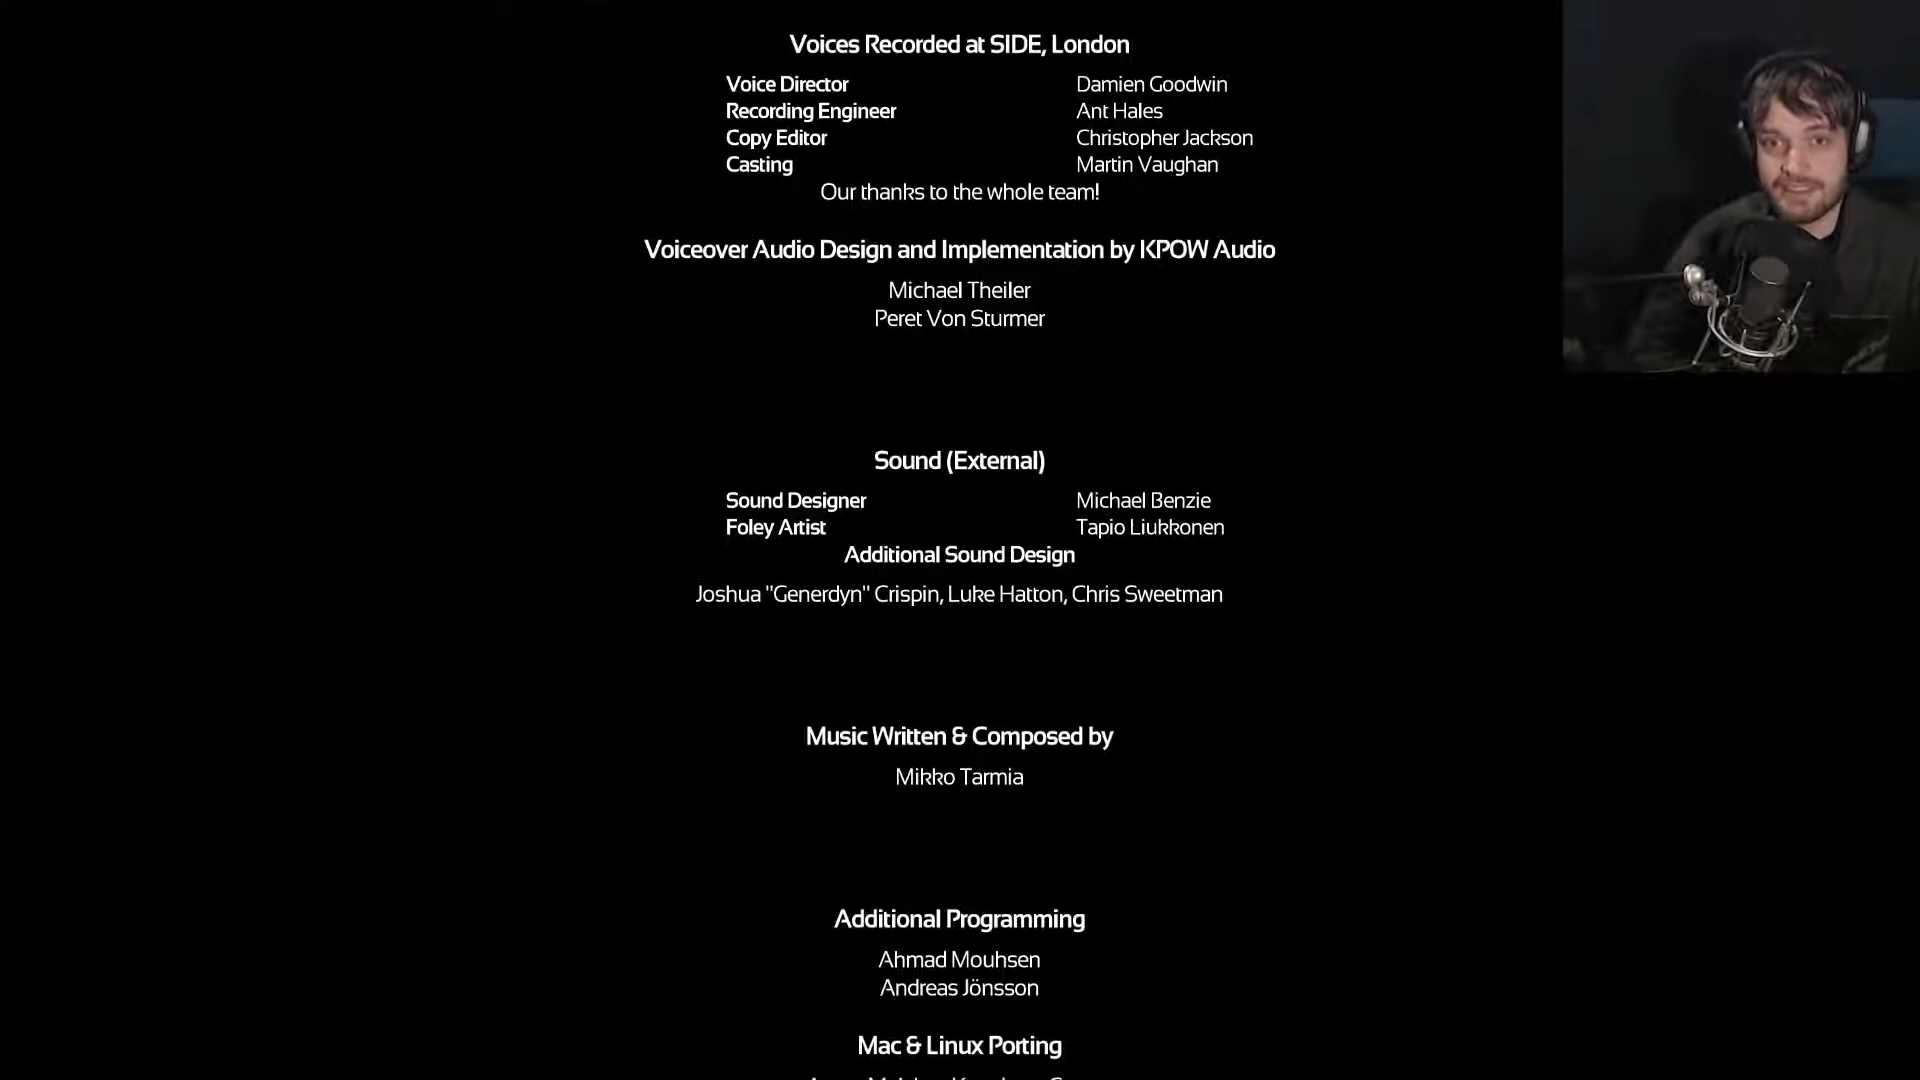 Voices Recorded at SIDE, London
Voice Director Damien Goodwin
Recording Engineer Ant Hales
Copy Editor Christopher Jackson
Casting Martin Vaughan
Our thanks to the whole team!
Voiceover Audio Design and Implementation by KPOW Audio
Michael Theiler
Peret Von Sturmer
Sound (External)
Sound Designer Michael Benzie
Foley Artist Tapio Liukkonen
Additional Sound Design
Joshua "Generdyn" Crispin, Luke Hatton, Chris Sweetman
Music Written & Composed by
Mikko Tarmia
Additional Programming
Ahmad Mouhsen
Andreas Jönsson
Mac & Linux Porting